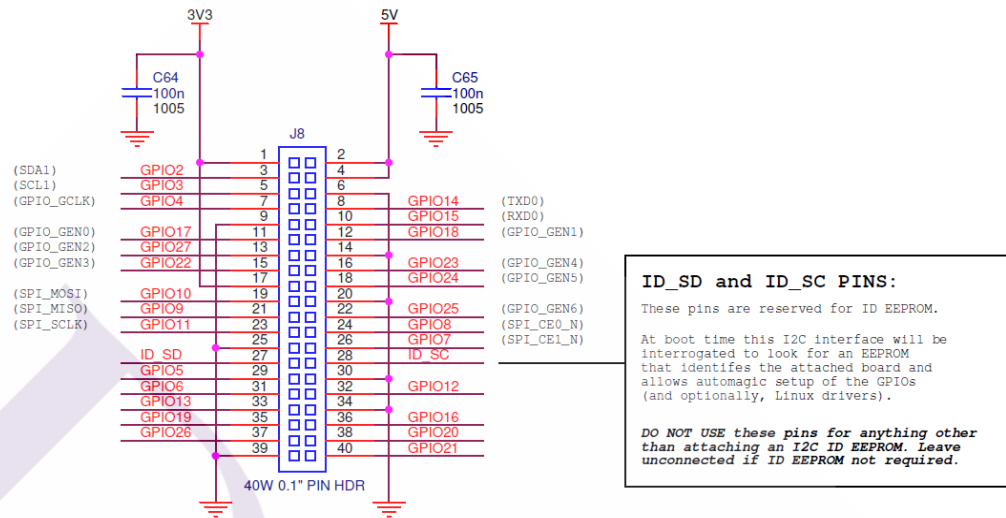 3V3
5V
C64
100n
1005
C65
100n
1005
J8
1 2
(SDA1) GPIO2 3 4
(SCL1) GPIO3 5 6
(GPIO_GCLK) GPIO4 7 8 GPIO14 (TXD0)
9 10 GPIO15 (RXD0)
(GPIO_GEN0) GPIO17 11 12 GPIO18 (GPIO_GEN1)
(GPIO_GEN2) GPIO27 13 14
(GPIO_GEN3) GPIO22 15 16 GPIO23 (GPIO_GEN4)
17 18 GPIO24 (GPIO_GEN5)
(SPI_MOSI) GPIO10 19 20
(SPI_MISO) GPIO9 21 22 GPIO25 (GPIO_GEN6)
(SPI_SCLK) GPIO11 23 24 GPIO8 (SPI_CE0_N)
25 26 GPIO7 (SPI_CE1_N)
ID_SD 27 28 ID_SC
GPIO5 29 30
GPIO6 31 32 GPIO12
GPIO13 33 34
GPIO19 35 36 GPIO16
GPIO26 37 38 GPIO20
39 40 GPIO21
40W 0.1" PIN HDR
ID_SD and ID_SC PINS:
These pins are reserved for ID EEPROM.
At boot time this I2C interface will be
interrogated to look for an EEPROM
that identifes the attached board and
allows automagic setup of the GPIOs
(and optionally, Linux drivers).
DO NOT USE these pins for anything other
than attaching an I2C ID EEPROM. Leave
unconnected if ID EEPROM not required.